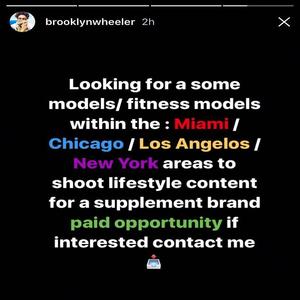 brooklynwheeler 2h
Looking for a some
models/ fitness models
within the : Miami /
Chicago / Los Angelos /
New York areas to
shoot lifestyle content
for a supplement brand
paid opportunity if
interested contact me